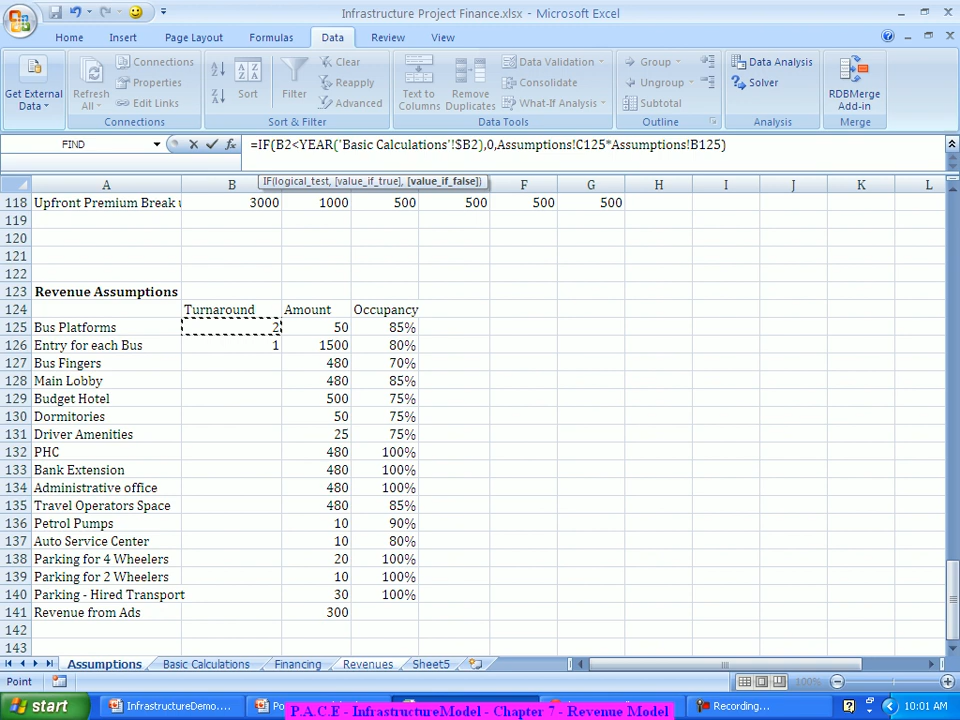 Infrastructure Project Finance.xlsx - Microsoft Excel
Home Insert Page Layout Formulas Data Review View
Get External Data
Refresh All
Connections
Properties
Edit Links
Connections
Sort
Filter
Clear
Reapply
Advanced
Sort & Filter
Text to Columns
Remove Duplicates
Data Validation
Consolidate
What-If Analysis
Data Tools
Group
Ungroup
Subtotal
Outline
Data Analysis
Solver
Analysis
RDBMerge Add-in
Merge
FIND =IF(B2<YEAR('Basic Calculations'!$B2),0,Assumptions!C125*Assumptions!B125)
IF(logical_test, [value_if_true], [value_if_false])
A B F G H I J K L
118 Upfront Premium Break u 3000 1000 500 500 500 500
119
120
121
122
123 Revenue Assumptions
124 Turnaround Amount Occupancy
125 Bus Platforms 2 50 85%
126 Entry for each Bus 1 1500 80%
127 Bus Fingers 480 70%
128 Main Lobby 480 85%
129 Budget Hotel 500 75%
130 Dormitories 50 75%
131 Driver Amenities 25 75%
132 PHC 480 100%
133 Bank Extension 480 100%
134 Administrative office 480 100%
135 Travel Operators Space 480 85%
136 Petrol Pumps 10 90%
137 Auto Service Center 10 80%
138 Parking for 4 Wheelers 20 100%
139 Parking for 2 Wheelers 10 100%
140 Parking - Hired Transport 30 100%
141 Revenue from Ads 300
142
143
Assumptions Basic Calculations Financing Revenues Sheet5
Point 100%
start InfrastructureDemo.... Po P.A.C.E - InfrastructureModel - Chapter 7 - Revenue Model Recording... 10:01 AM